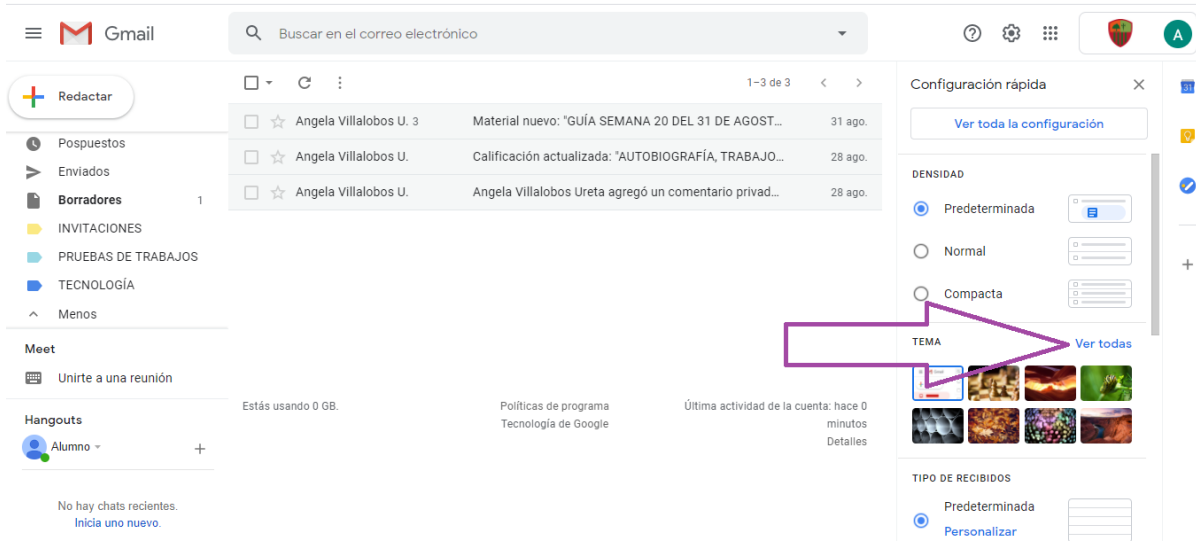 Gmail
Buscar en el correo electrónico
A
Redactar
Pospuestos
Enviados
Borradores 1
INVITACIONES
PRUEBAS DE TRABAJOS
TECNOLOGÍA
Menos
Meet
Unirte a una reunión
Hangouts
Alumno
No hay chats recientes.
Inicia uno nuevo.
1–3 de 3
Angela Villalobos U. 3 Material nuevo: "GUÍA SEMANA 20 DEL 31 DE AGOST... 31 ago.
Angela Villalobos U. Calificación actualizada: "AUTOBIOGRAFÍA, TRABAJO... 28 ago.
Angela Villalobos U. Angela Villalobos Ureta agregó un comentario privad... 28 ago.
Estás usando 0 GB.
Políticas de programa
Tecnología de Google
Última actividad de la cuenta: hace 0
minutos
Detalles
Configuración rápida
Ver toda la configuración
DENSIDAD
Predeterminada
Normal
Compacta
TEMA Ver todas
TIPO DE RECIBIDOS
Predeterminada
Personalizar
31